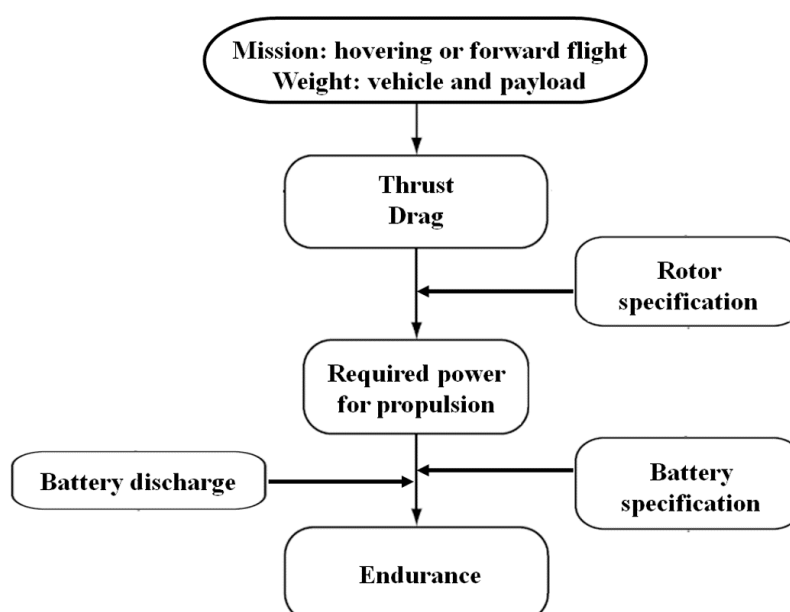 Mission: hovering or forward flight
Weight: vehicle and payload
Thrust
Drag
Rotor
specification
Required power
for propulsion
Battery discharge
Battery
specification
Endurance